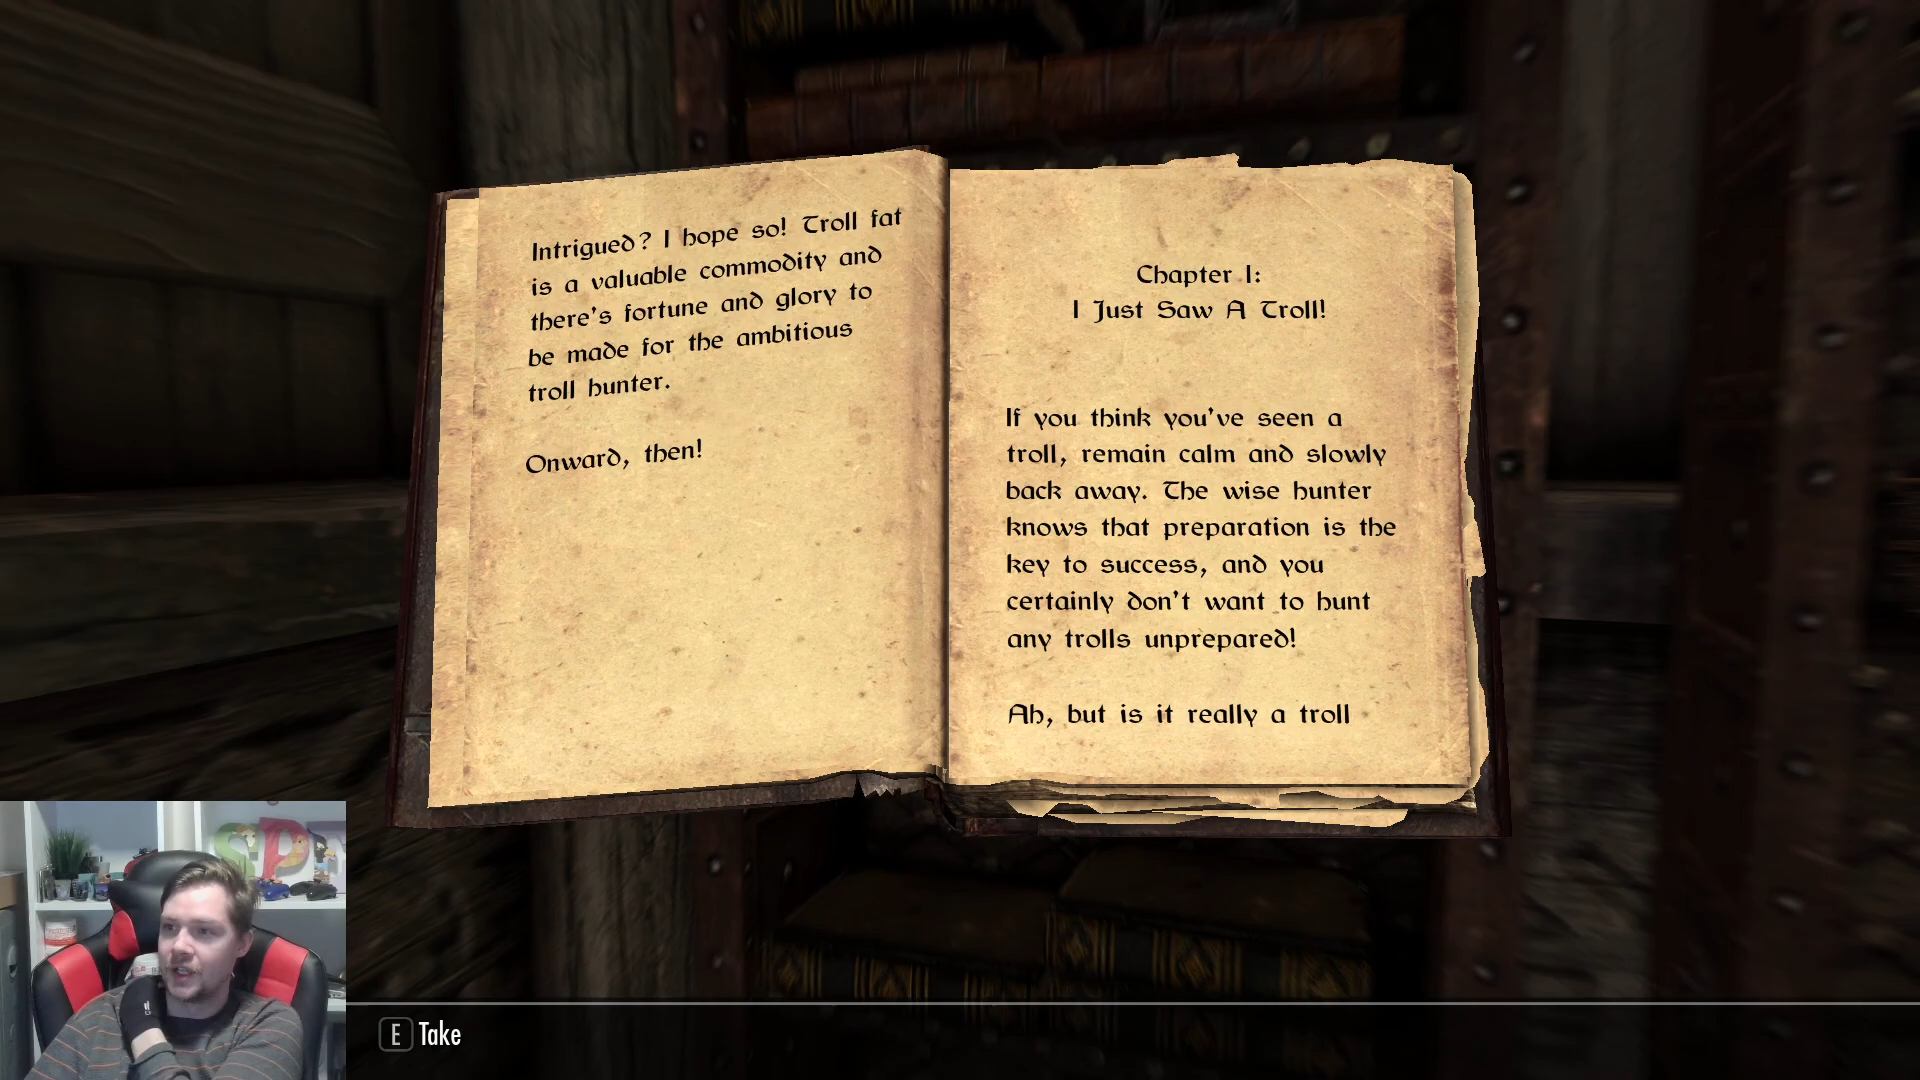 Intrigued? I hope so! Troll fat
is a valuable commodity and
there's fortune and glory to
be made for the ambitious
troll hunter.
Onward, then!
Chapter I:
I Just Saw A Troll!
If you think you've seen a
troll, remain calm and slowly
back away. The wise hunter
knows that preparation is the
key to success, and you
certainly don't want to hunt
any trolls unprepared!
Ah, but is it really a troll
SP
E Take